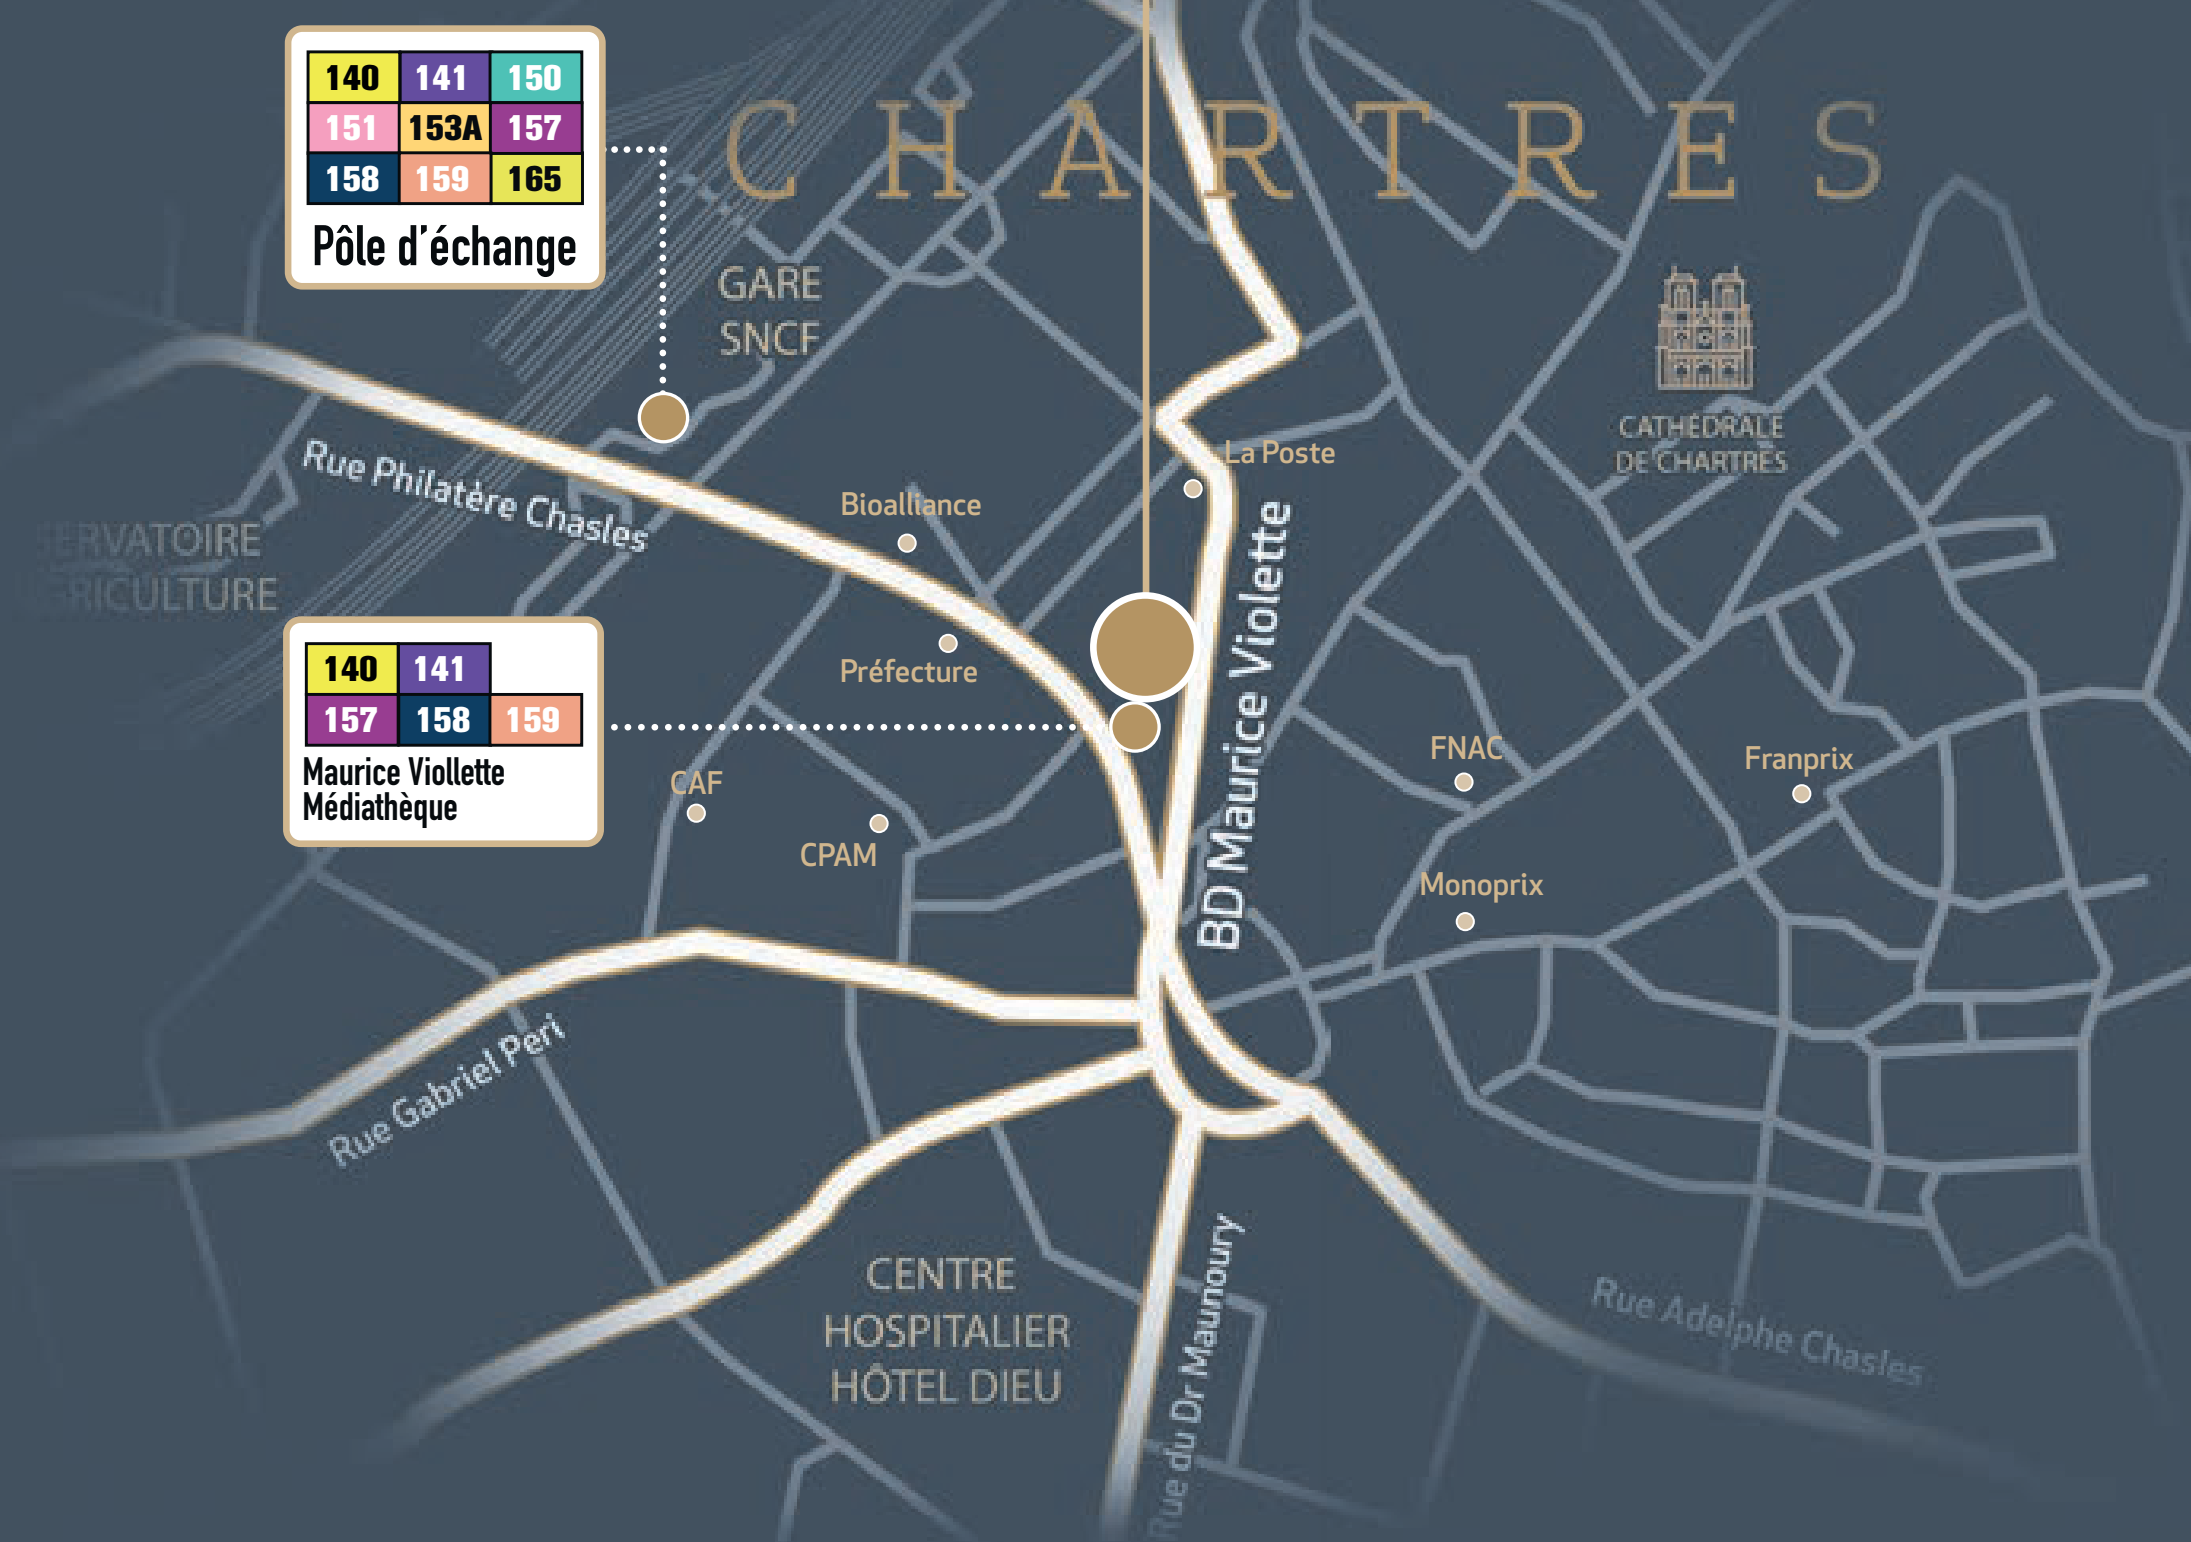 140 141 150
151 153A 157
158 159 165
Pôle d'échange
CHARTRES
GARE
SNCF
CATHÉDRALE
DE CHARTRES
La Poste
Rue Philatère Chasles
Bioalliance
ERVATOIRE
RICULTURE
BD Maurice Violette
Préfecture
140 141
157 158 159
Maurice Viollette
Médiathèque
CAF
CPAM
FNAC
Franprix
Monoprix
Rue Gabriel Peri
CENTRE
HOSPITALIER
HÔTEL DIEU
Rue du Dr Maunoury
Rue Adelphe Chasles